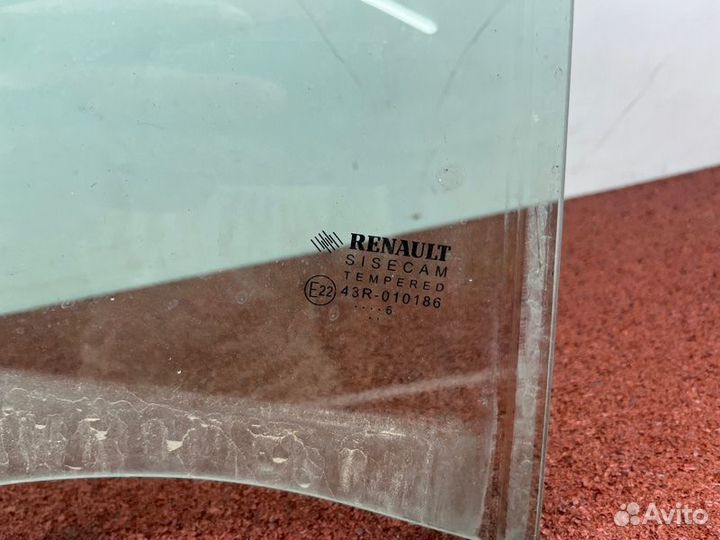 RENAULT
SISECAM
TEMPERED
E22 43R-010186
····6
··
Avito